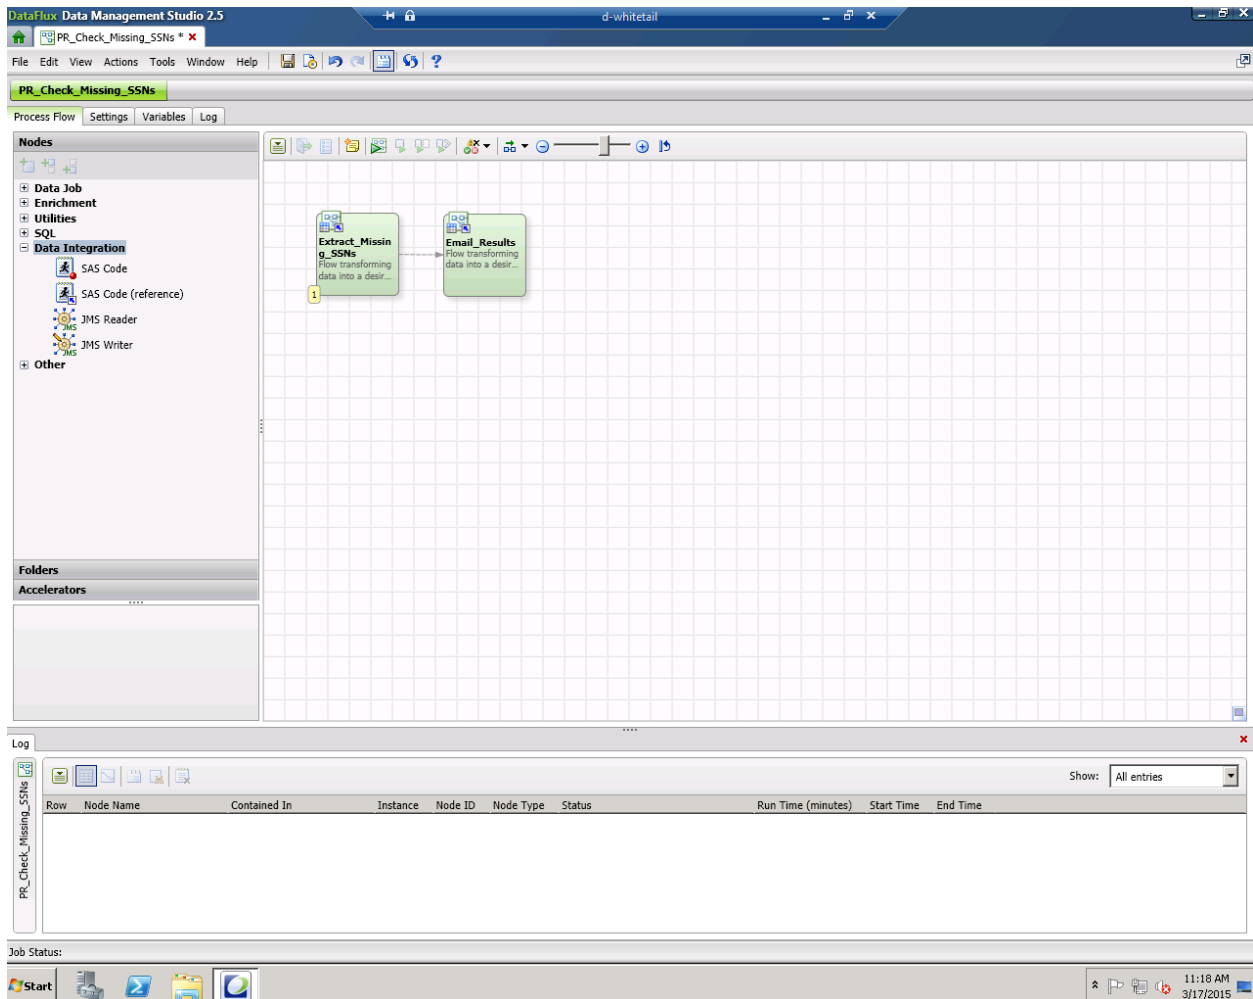 DataFlux Data Management Studio 2.5
d-whitetail
PR_Check_Missing_SSNs *
File Edit View Actions Tools Window Help
PR_Check_Missing_SSNs
Process Flow Settings Variables Log
Nodes
Data Job
Enrichment
Utilities
SQL
Data Integration
SAS Code
SAS Code (reference)
JMS
JMS Reader
JMS
JMS Writer
Other
Extract_Missin
g_SSNs
Flow transforming
data into a desir...
1
Email_Results
Flow transforming
data into a desir...
Folders
Accelerators
Log
PR_Check_Missing_SSNs
Show: All entries
Row Node Name Contained In Instance Node ID Node Type Status Run Time (minutes) Start Time End Time
Job Status:
Start
11:18 AM
3/17/2015